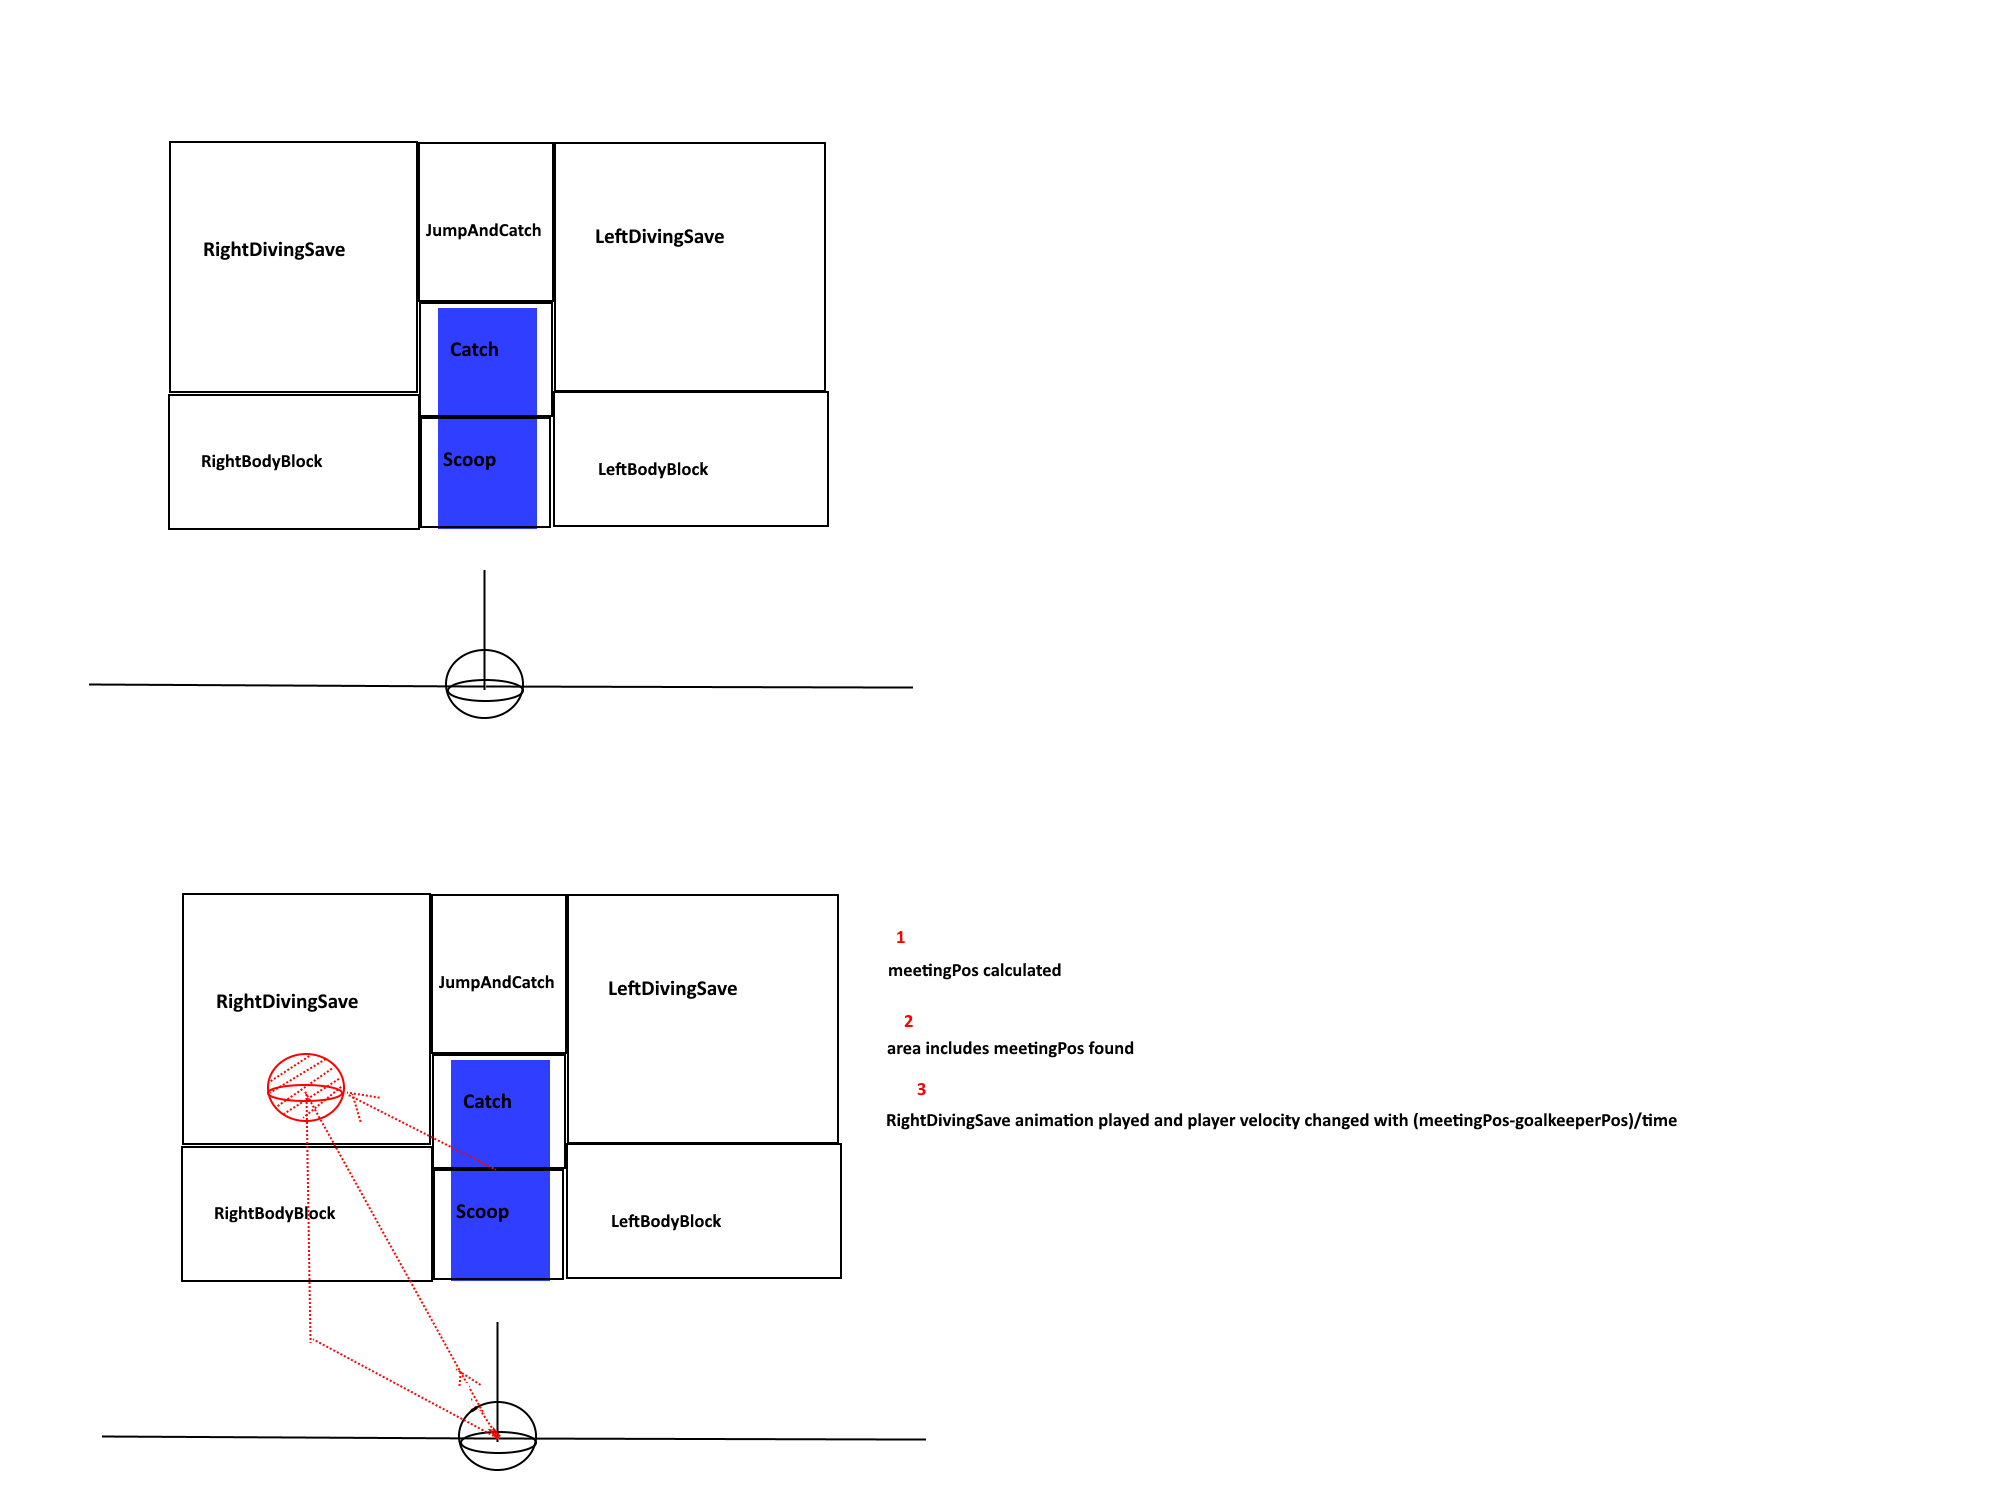 JumpAndCatch
LeftDivingSave
RightDivingSave
Catch
Scoop
RightBodyBlock
LeftBodyBlock
1
meetingPos calculated
JumpAndCatch
LeftDivingSave
RightDivingSave
2
area includes meetingPos found
3
Catch
RightDivingSave animation played and player velocity changed with (meetingPos-goalkeeperPos)/time
Scoop
RightBodyBlock
LeftBodyBlock